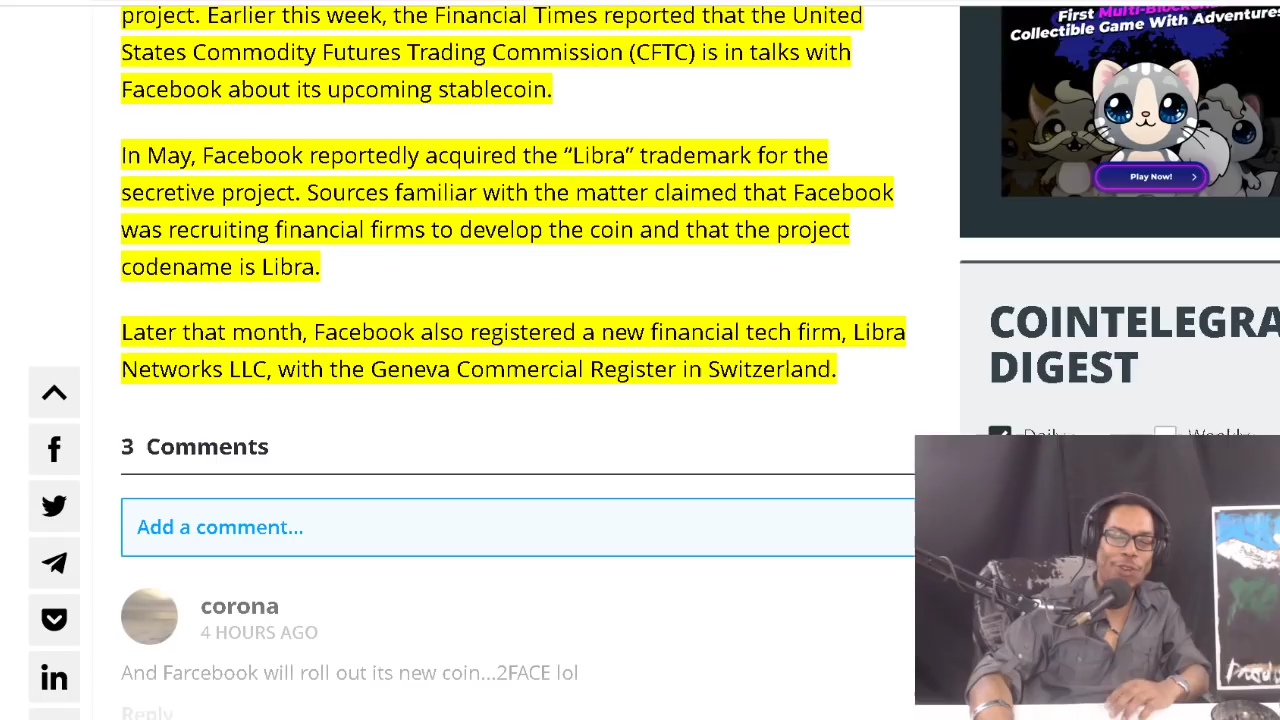 project. Earlier this week, the Financial Times reported that the United
States Commodity Futures Trading Commission (CFTC) is in talks with
Facebook about its upcoming stablecoin.
In May, Facebook reportedly acquired the “Libra” trademark for the
secretive project. Sources familiar with the matter claimed that Facebook
was recruiting financial firms to develop the coin and that the project
codename is Libra.
Later that month, Facebook also registered a new financial tech firm, Libra
Networks LLC, with the Geneva Commercial Register in Switzerland.
3 Comments
Add a comment...
corona
4 HOURS AGO
And Farcebook will roll out its new coin...2FACE lol
Reply
First
Collectible Game With Adventures
Play Now!
COINTELEGRA
DIGEST
Daily
Weekly